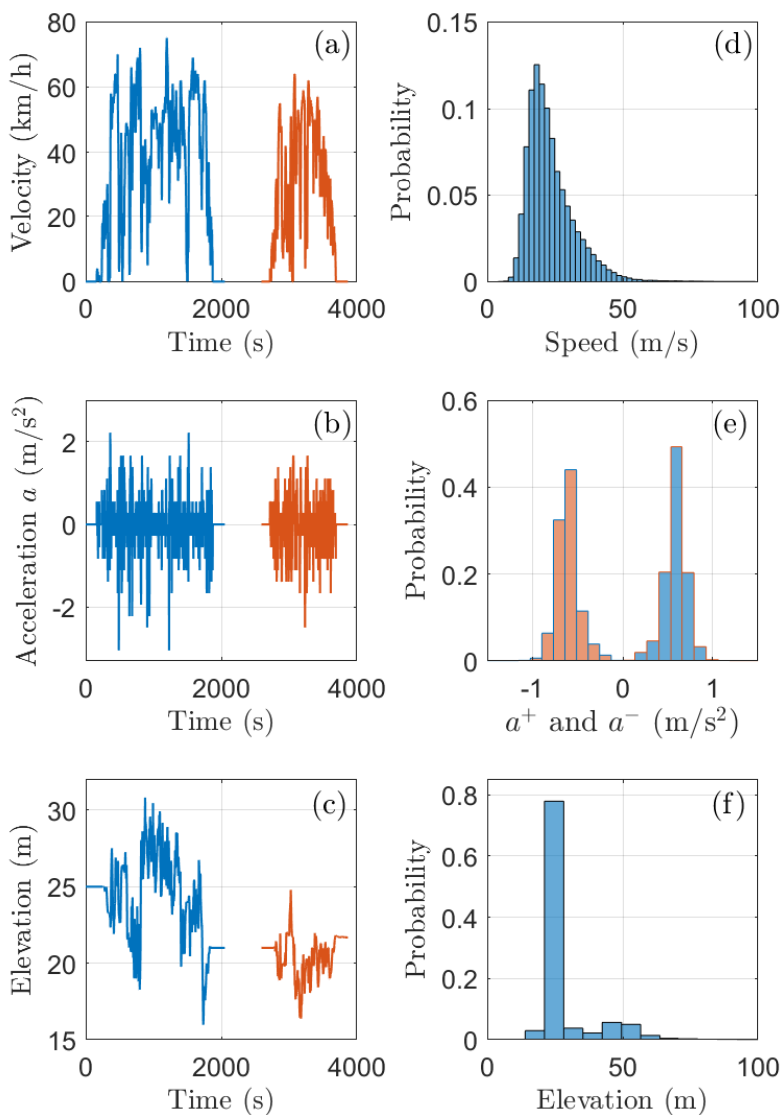 80
60
40
20
0
Velocity (km/h)
(a)
0
2000
4000
Time (s)
0.15
0.1
0.05
0
Probability
(d)
0
50
100
Speed (m/s)
2
0
-2
Acceleration a (m/s²)
(b)
0
2000
4000
Time (s)
0.6
0.4
0.2
0
Probability
(e)
-1
0
1
a⁺ and a⁻ (m/s²)
30
25
20
15
Elevation (m)
(c)
0
2000
4000
Time (s)
0.8
0.6
0.4
0.2
0
Probability
(f)
0
50
100
Elevation (m)